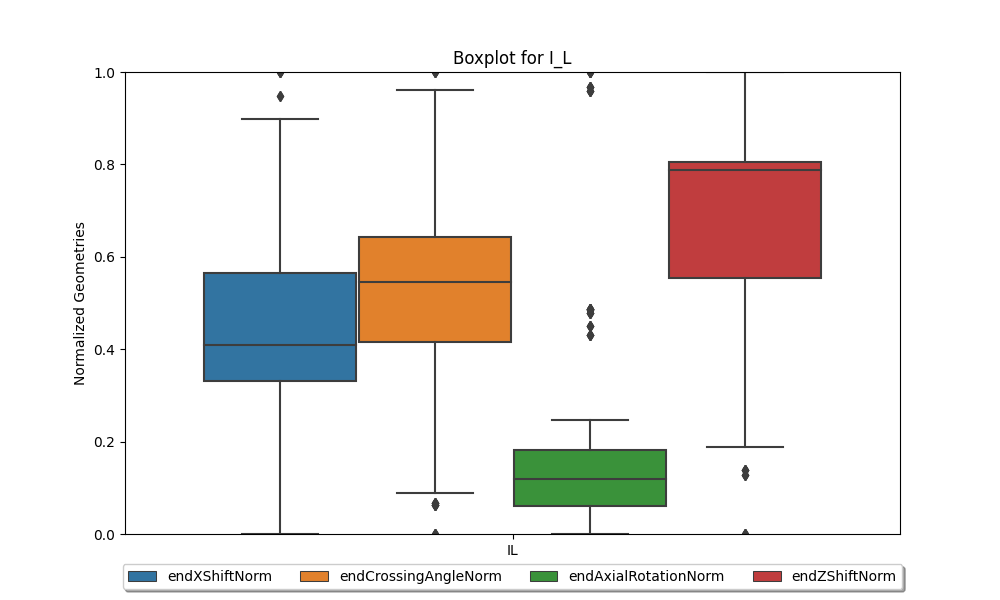 Boxplot for I_L
1.0
0.8
0.6
0.4
0.2
0.0
Normalized Geometries
IL
endXShiftNorm endCrossingAngleNorm endAxialRotationNorm endZShiftNorm